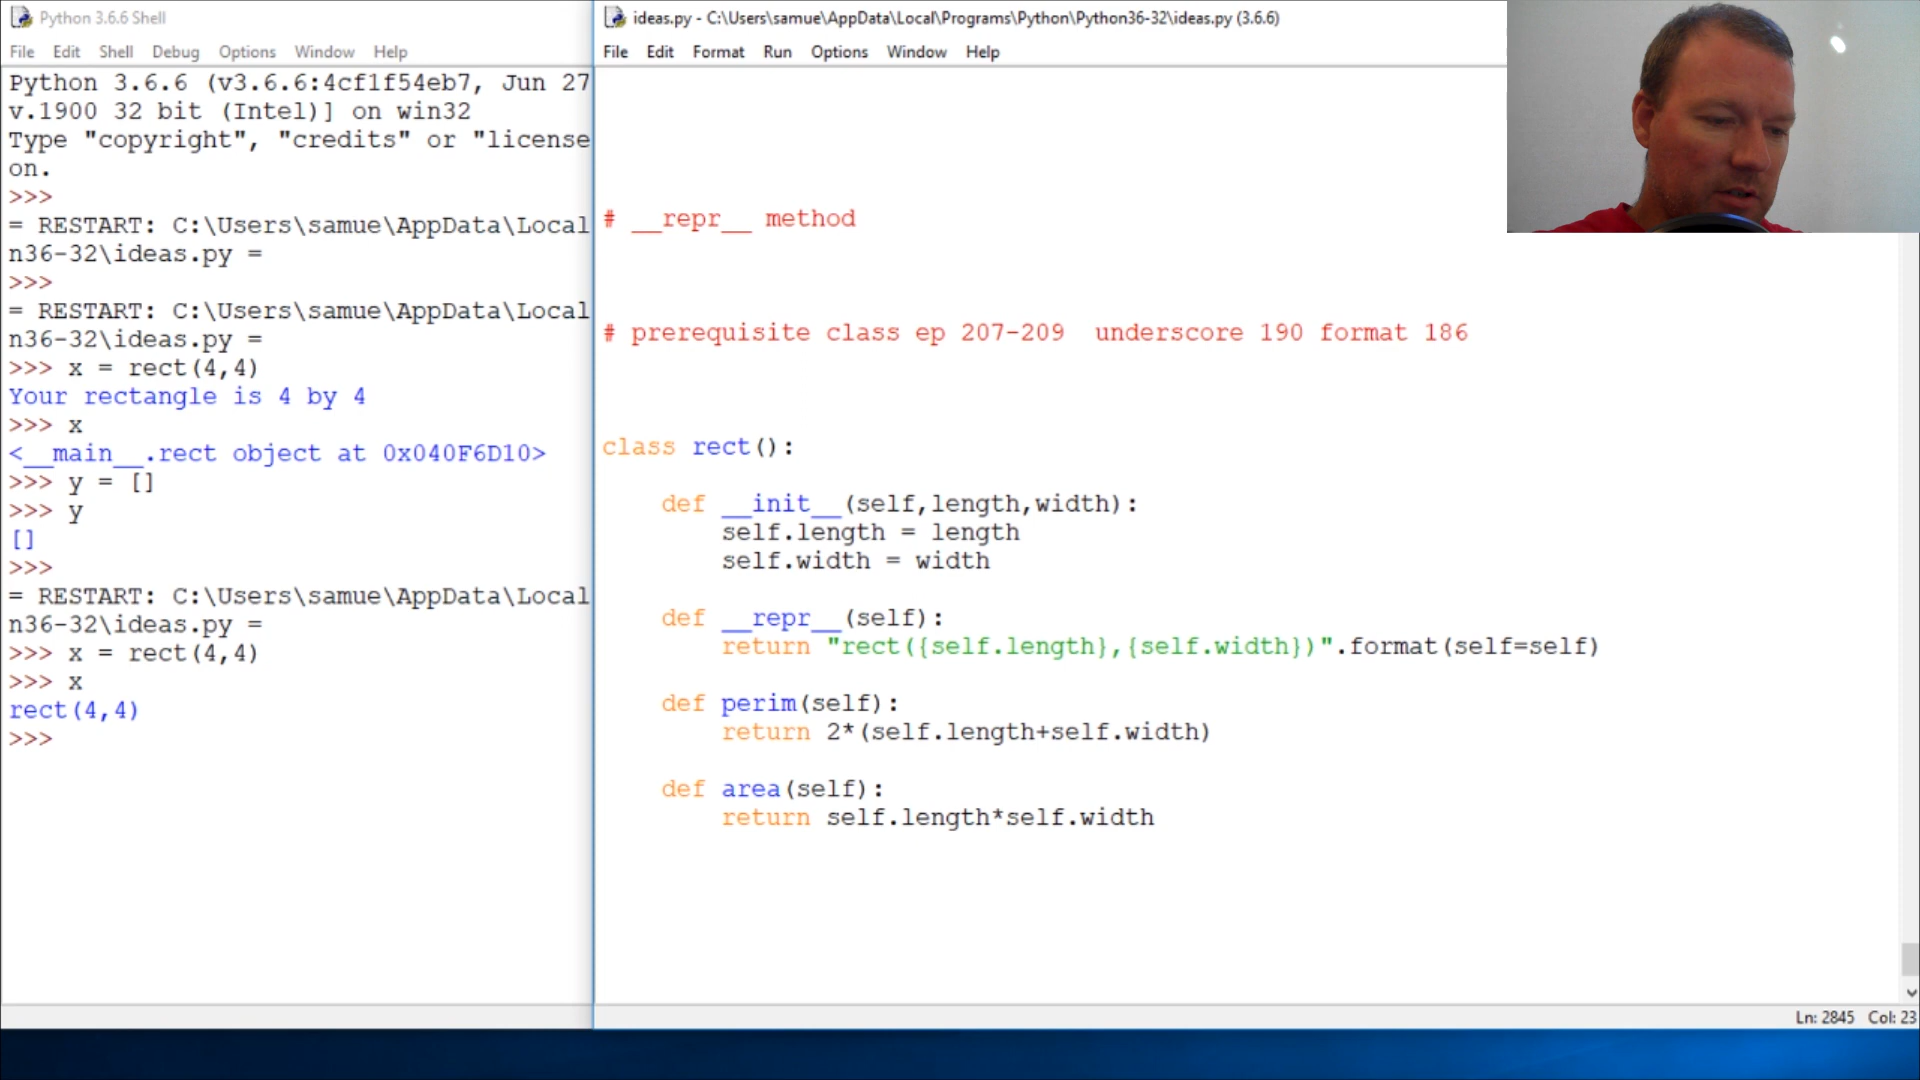 Python 3.6.6 Shell
File Edit Shell Debug Options Window Help
Python 3.6.6 (v3.6.6:4cf1f54eb7, Jun 27
v.1900 32 bit (Intel)] on win32
Type "copyright", "credits" or "license
on.
>>>
= RESTART: C:\Users\samue\AppData\Local
n36-32\ideas.py =
>>>
= RESTART: C:\Users\samue\AppData\Local
n36-32\ideas.py =
>>> x = rect(4,4)
Your rectangle is 4 by 4
>>> x
<__main__.rect object at 0x040F6D10>
>>> y = []
>>> y
[]
>>>
= RESTART: C:\Users\samue\AppData\Local
n36-32\ideas.py =
>>> x = rect(4,4)
>>> x
rect(4,4)
>>>
ideas.py - C:\Users\samue\AppData\Local\Programs\Python\Python36-32\ideas.py (3.6.6)
File Edit Format Run Options Window Help
# __repr__ method
# prerequisite class ep 207-209  underscore 190 format 186
class rect():
    def __init__(self,length,width):
        self.length = length
        self.width = width
    def __repr__(self):
        return "rect({self.length},{self.width})".format(self=self)
    def perim(self):
        return 2*(self.length+self.width)
    def area(self):
        return self.length*self.width
Ln: 2845 Col: 23